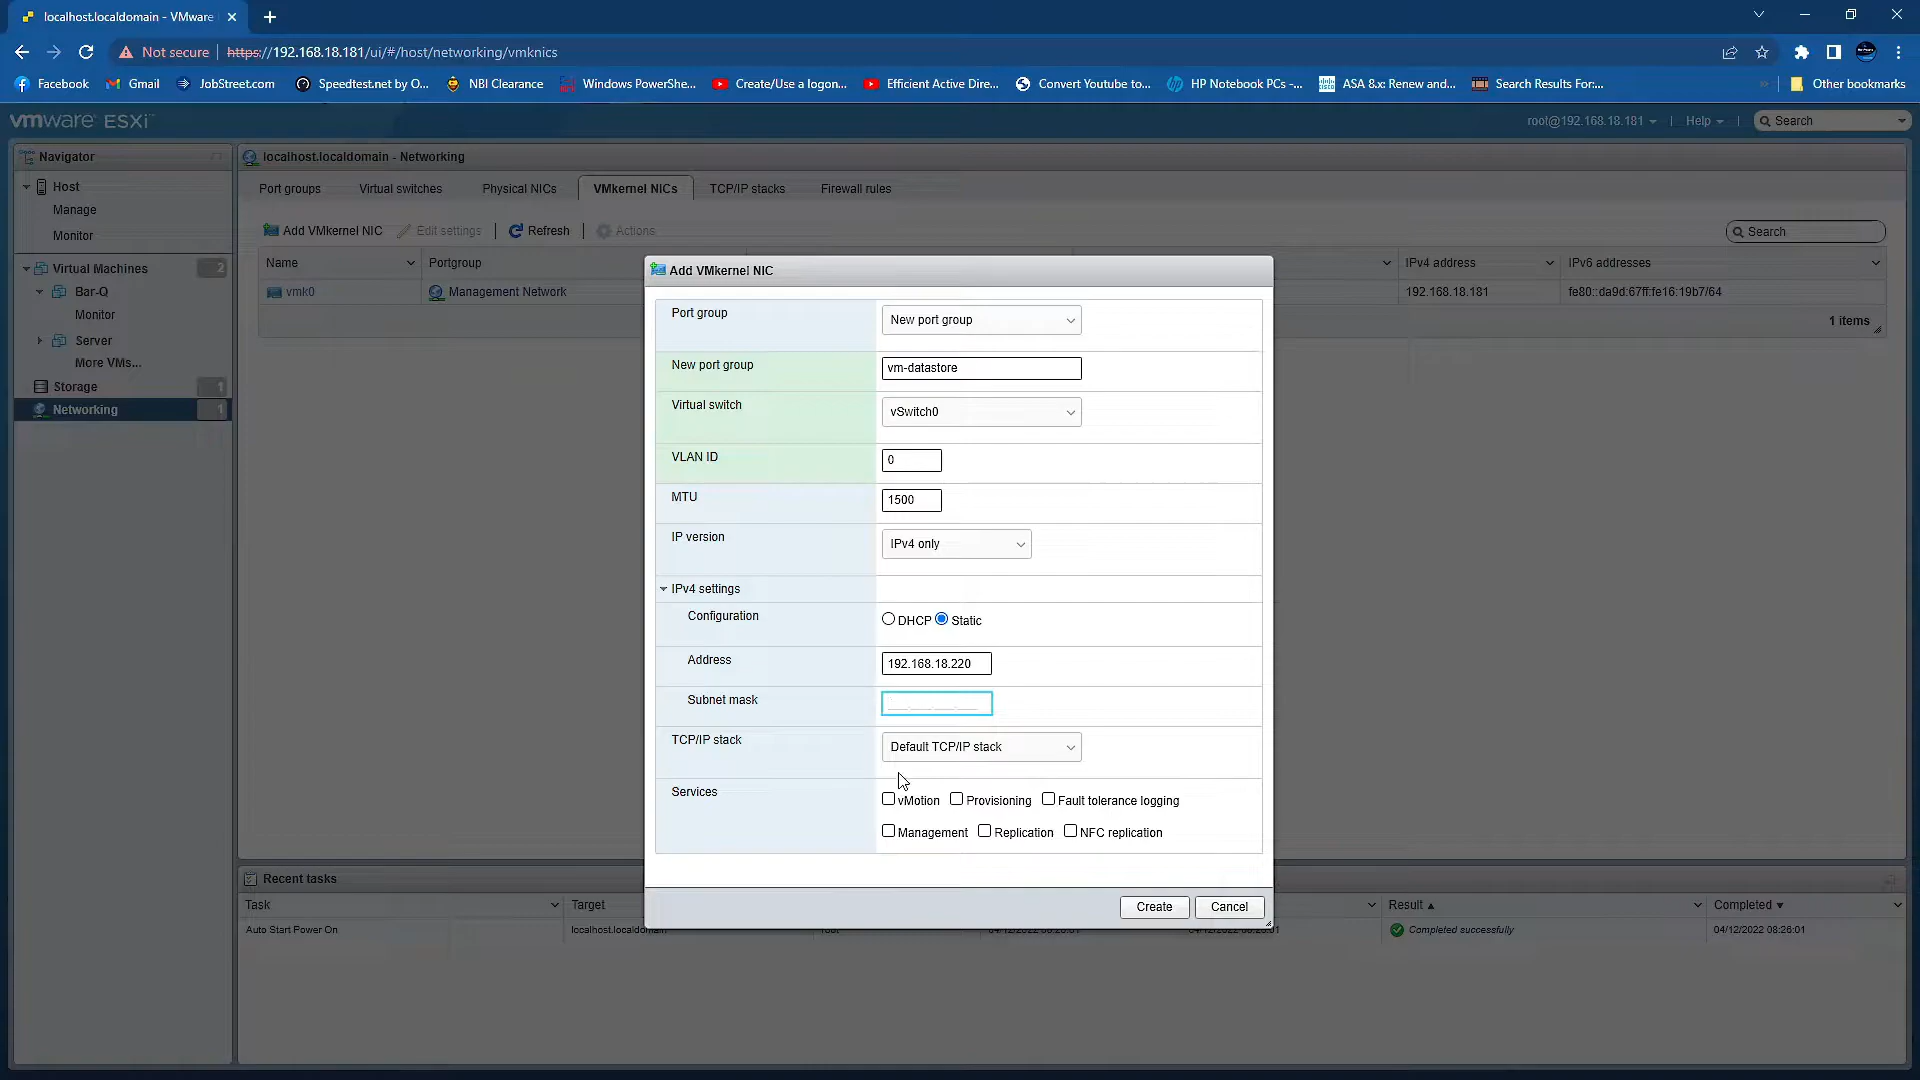 localhost.localdomain - VMware
Not secure
https://192.168.18.181/ui/#/host/networking/vmknics
Facebook
Gmail
JobStreet.com
Speedtest.net by O...
NBI Clearance
Windows PowerShe...
Create/Use a logon...
Efficient Active Dire...
Convert Youtube to...
HP Notebook PCs -...
ASA 8.x: Renew and...
Search Results For:...
Other bookmarks
vmware ESXi
root@192.168.18.181
Help
Search
Navigator
Host
Manage
Monitor
Virtual Machines 2
Bar-Q
Monitor
Server
More VMs...
Storage 1
Networking 1
localhost.localdomain - Networking
Port groups
Virtual switches
Physical NICs
VMkernel NICs
TCP/IP stacks
Firewall rules
Add VMkernel NIC
Edit settings
Refresh
Actions
Search
Name
Portgroup
IPv4 address
IPv6 addresses
vmk0
Management Network
192.168.18.181
fe80::da9d:67ff:fe16:19b7/64
1 items
Add VMkernel NIC
Port group
New port group
New port group
vm-datastore
Virtual switch
vSwitch0
VLAN ID
0
MTU
1500
IP version
IPv4 only
IPv4 settings
Configuration
DHCP
Static
Address
192.168.18.220
Subnet mask
TCP/IP stack
Default TCP/IP stack
Services
vMotion
Provisioning
Fault tolerance logging
Management
Replication
NFC replication
Create
Cancel
Recent tasks
Task
Target
Result
Completed
Auto Start Power On
Completed successfully
04/12/2022 08:26:01